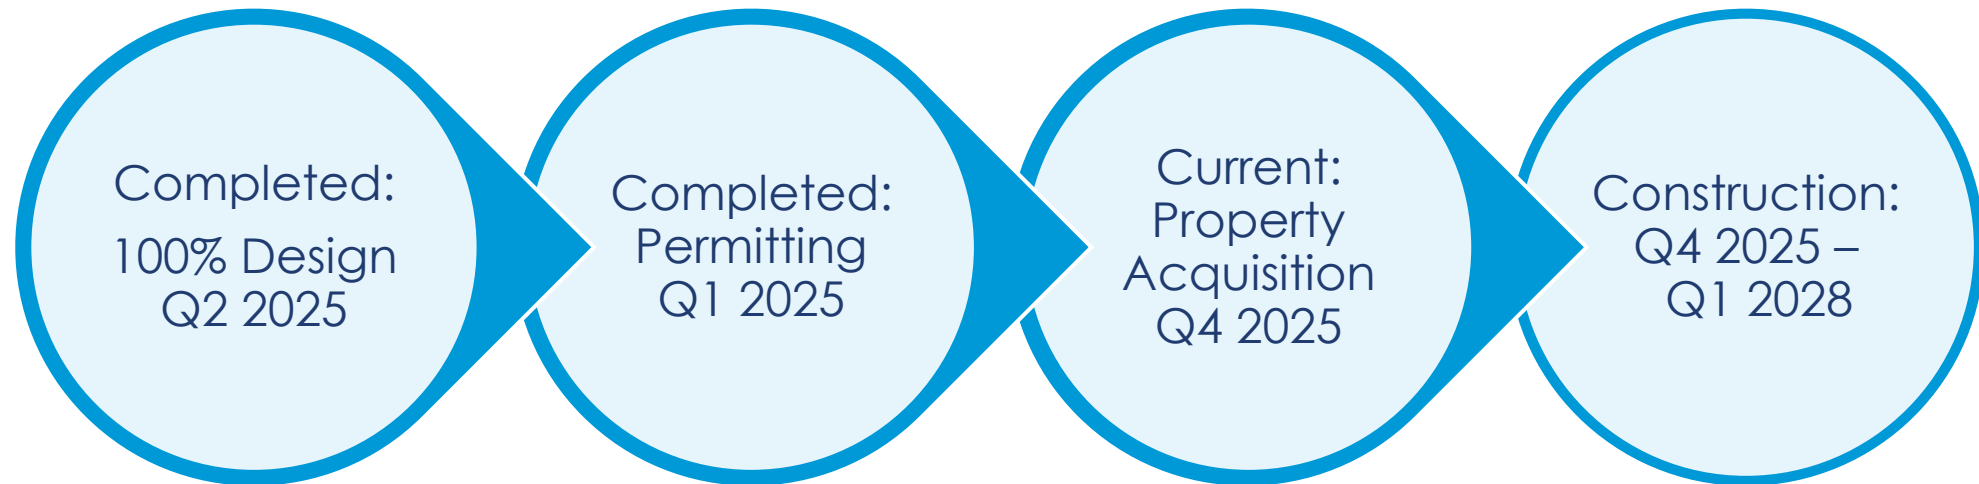 Completed:
100% Design
Q2 2025
Completed:
Permitting
Q1 2025
Current:
Property
Acquisition
Q4 2025
Construction:
Q4 2025 –
Q1 2028